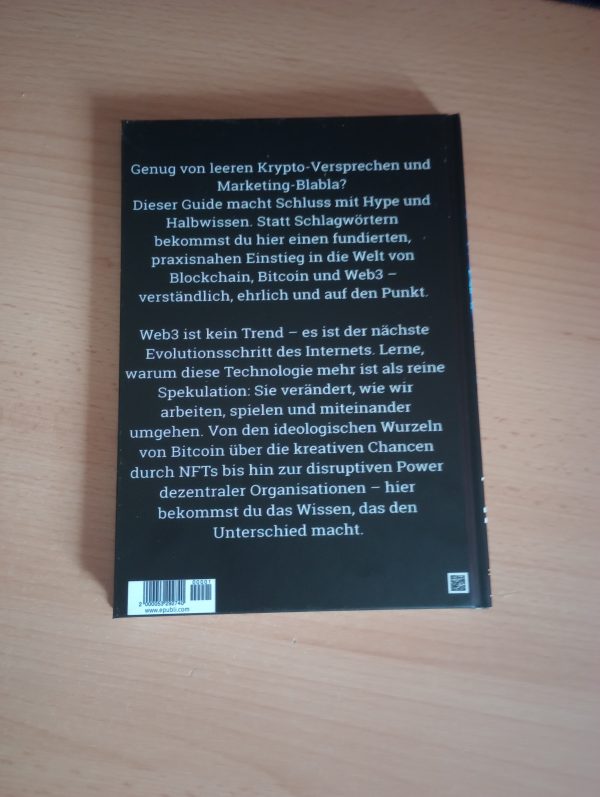 Genug von leeren Krypto-Versprechen und
Marketing-Blabla?
Dieser Guide macht Schluss mit Hype und
Halbwissen. Statt Schlagwörtern
bekommst du hier einen fundierten,
praxisnahen Einstieg in die Welt von
Blockchain, Bitcoin und Web3 –
verständlich, ehrlich und auf den Punkt.
Web3 ist kein Trend – es ist der nächste
Evolutionsschritt des Internets. Lerne,
warum diese Technologie mehr ist als reine
Spekulation: Sie verändert, wie wir
arbeiten, spielen und miteinander
umgehen. Von den ideologischen Wurzeln
von Bitcoin über die kreativen Chancen
durch NFTs bis hin zur disruptiven Power
dezentraler Organisationen – hier
bekommst du das Wissen, das den
Unterschied macht.
00001
2 000053 290740
www.epubli.com